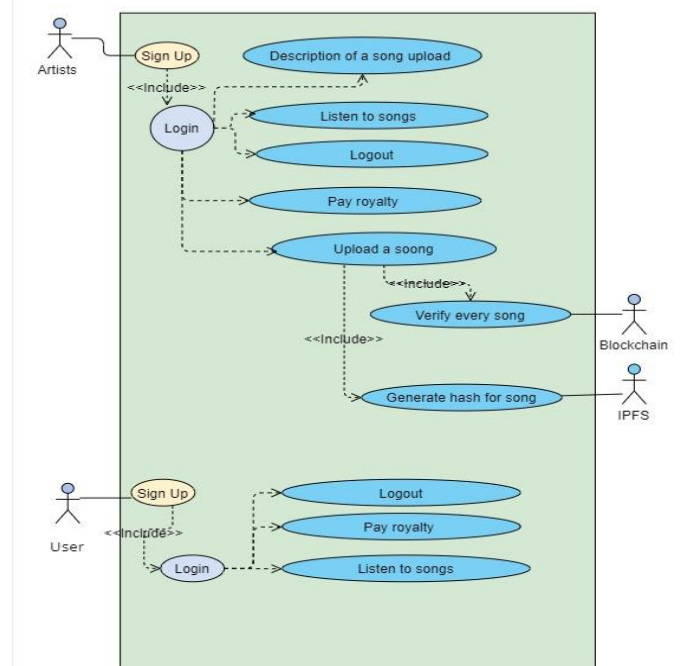 Sign Up
Description of a song upload
Artists
<<Include>>
Listen to songs
Login
Logout
Pay royalty
Upload a soong
<<Include>>
Verify every song
<<Include>>
Blockchain
Generate hash for song
IPFS
Sign Up
Logout
Pay royalty
<<Include>>
User
Login
Listen to songs